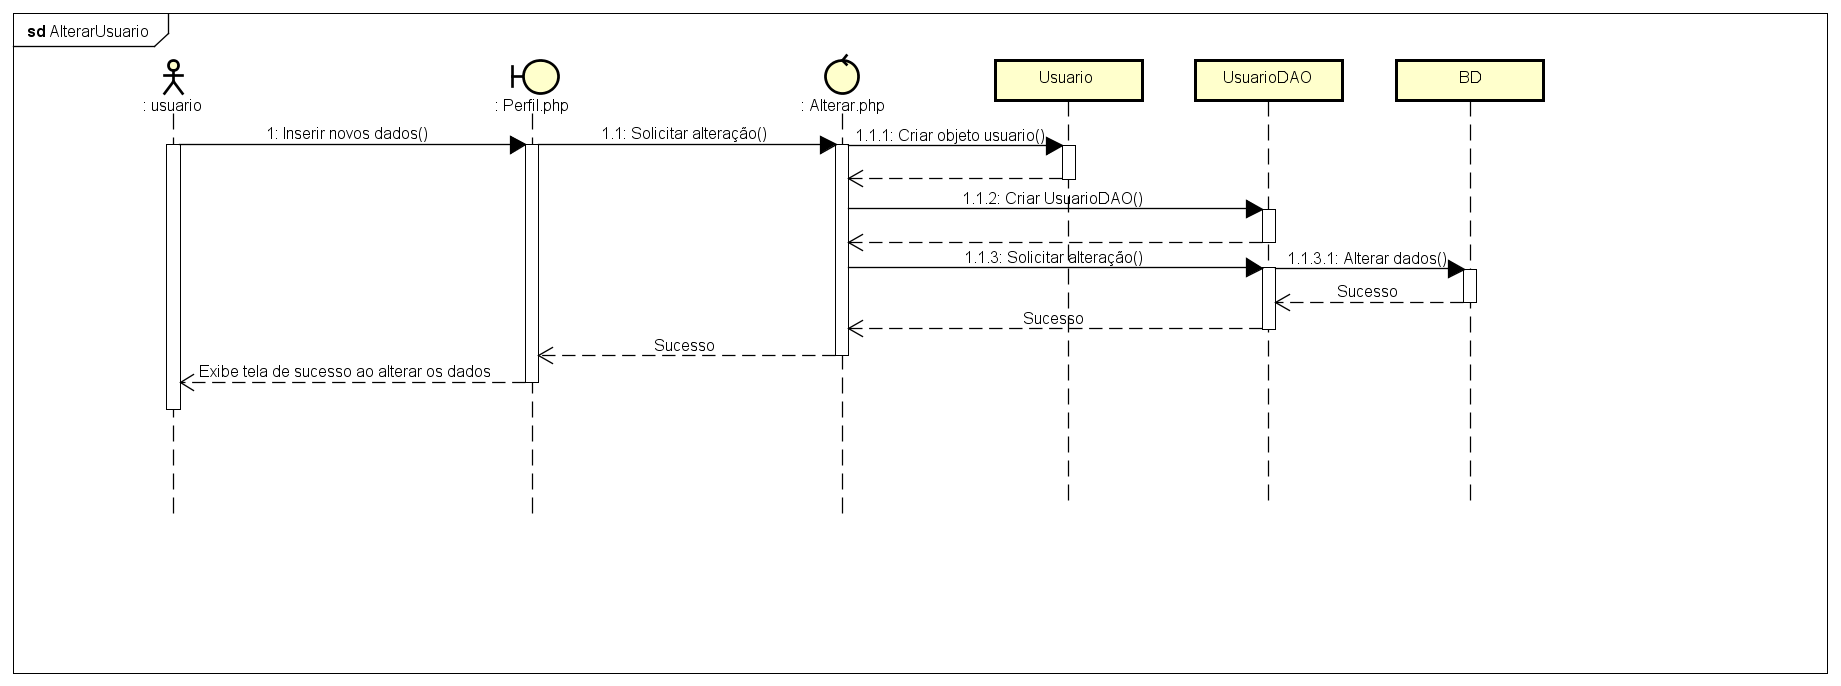 sd AlterarUsuario
: usuario
: Perfil.php
: Alterar.php
Usuario
UsuarioDAO
BD
1: Inserir novos dados()
1.1: Solicitar alteração()
1.1.1: Criar objeto usuario()
1.1.2: Criar UsuarioDAO()
1.1.3: Solicitar alteração()
1.1.3.1: Alterar dados()
Sucesso
Sucesso
Sucesso
Exibe tela de sucesso ao alterar os dados